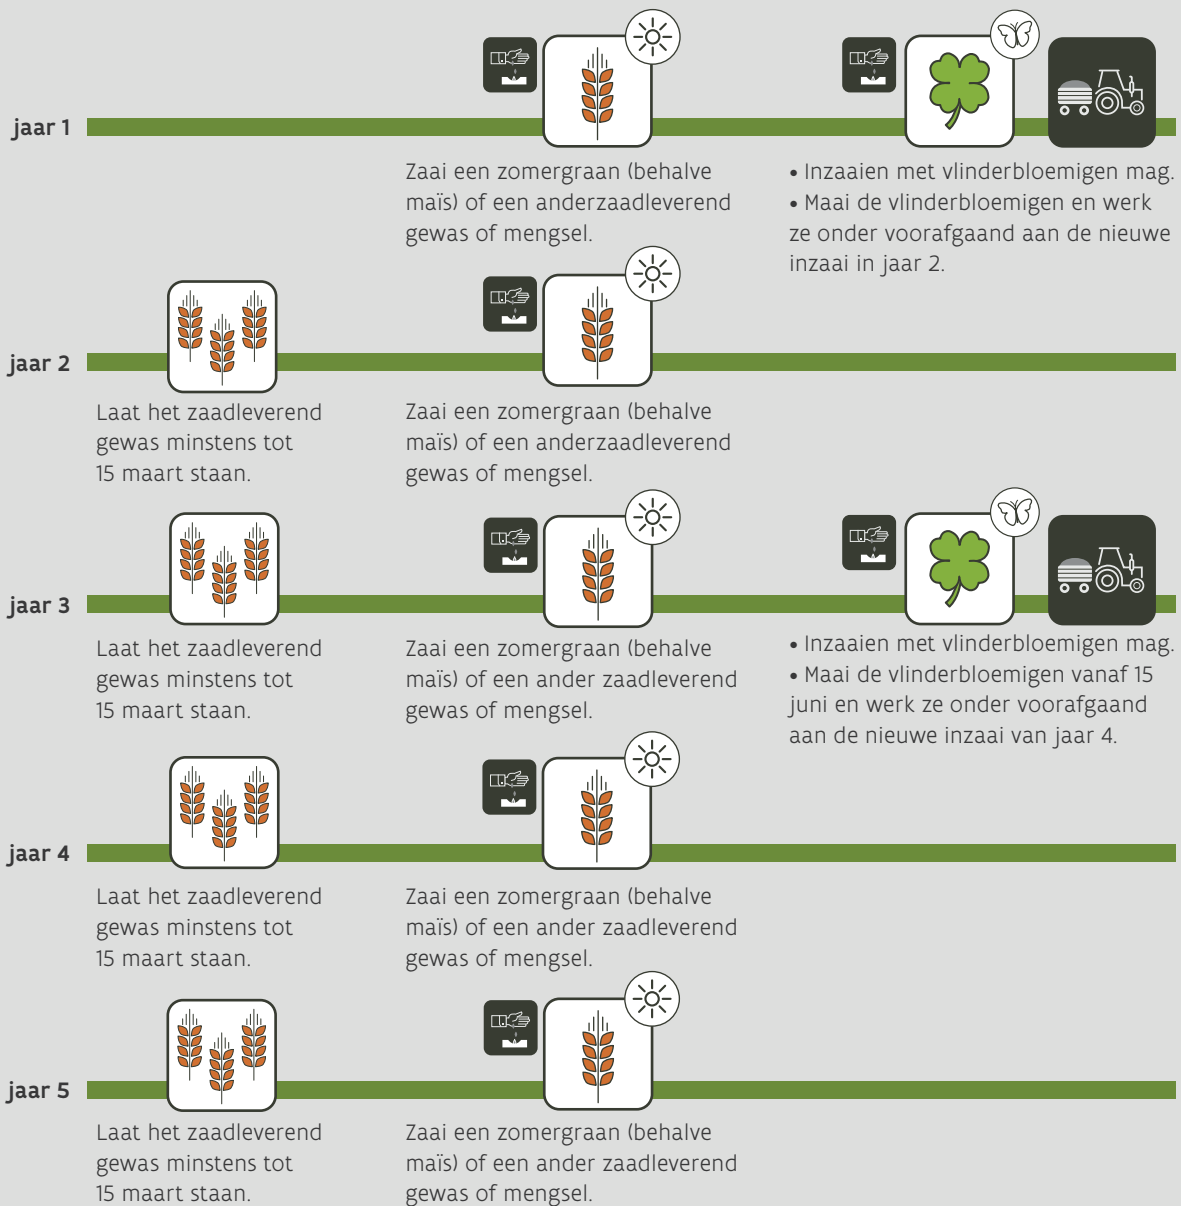 jaar 1
Zaai een zomergraan (behalve
maïs) of een anderzaadleverend
gewas of mengsel.
• Inzaaien met vlinderbloemigen mag.
• Maai de vlinderbloemigen en werk
ze onder voorafgaand aan de nieuwe
inzaai in jaar 2.
jaar 2
Laat het zaadleverend
gewas minstens tot
15 maart staan.
Zaai een zomergraan (behalve
maïs) of een anderzaadleverend
gewas of mengsel.
jaar 3
Laat het zaadleverend
gewas minstens tot
15 maart staan.
Zaai een zomergraan (behalve
maïs) of een ander zaadleverend
gewas of mengsel.
• Inzaaien met vlinderbloemigen mag.
• Maai de vlinderbloemigen vanaf 15
juni en werk ze onder voorafgaand
aan de nieuwe inzaai van jaar 4.
jaar 4
Laat het zaadleverend
gewas minstens tot
15 maart staan.
Zaai een zomergraan (behalve
maïs) of een ander zaadleverend
gewas of mengsel.
jaar 5
Laat het zaadleverend
gewas minstens tot
15 maart staan.
Zaai een zomergraan (behalve
maïs) of een ander zaadleverend
gewas of mengsel.